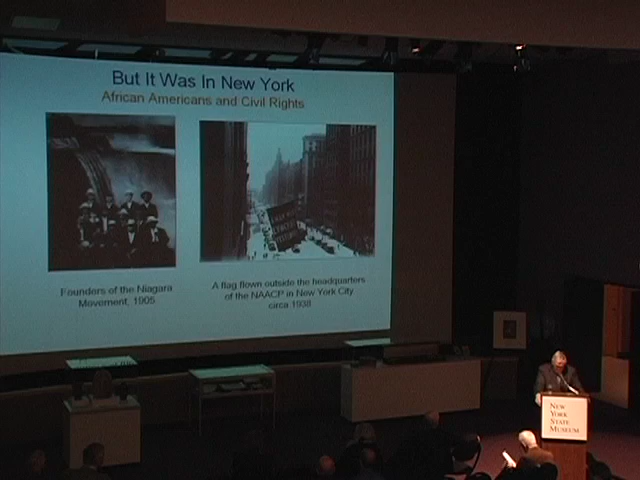 But It Was In New York
African Americans and Civil Rights
Founders of the Niagara
Movement, 1905
A flag flown outside the headquarters
of the NAACP in New York City
circa 1938
NEW
YORK
STATE
MUSEUM